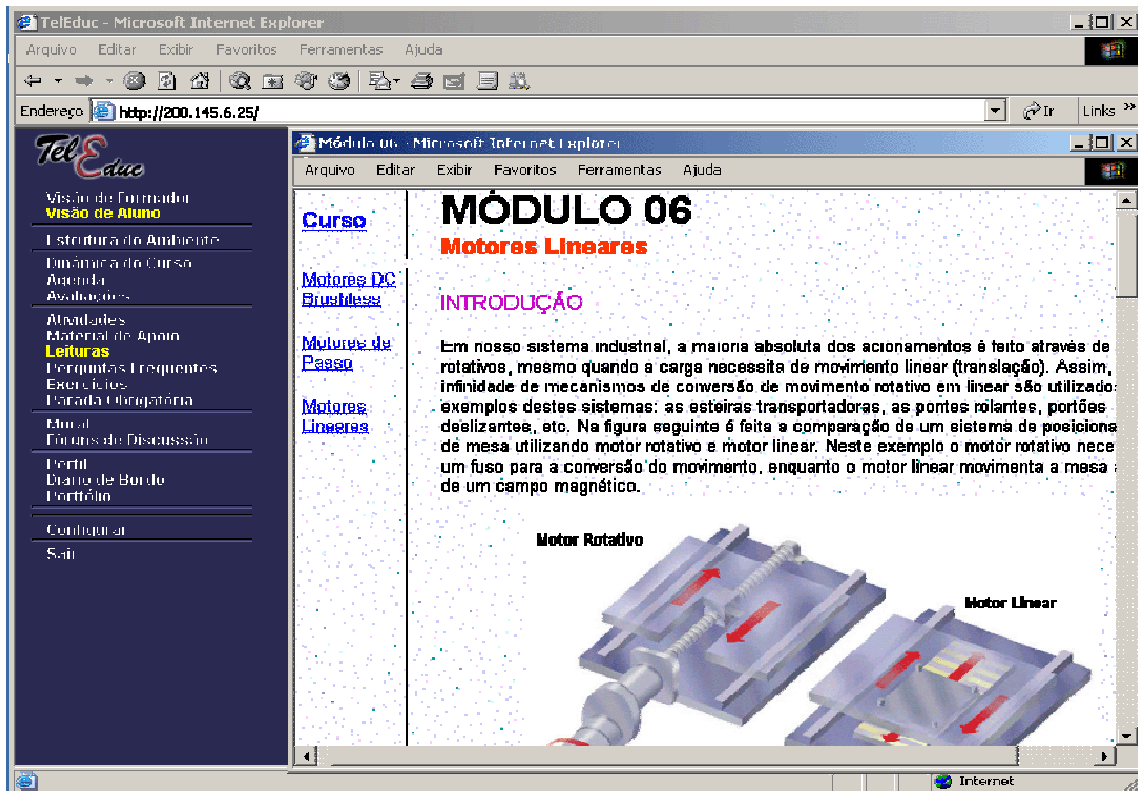 TelEduc - Microsoft Internet Explorer
Arquivo Editar Exibir Favoritos Ferramentas Ajuda
Endereço http://200.145.6.25/ Ir Links »
TelEduc
Visão de Formador
Visão de Aluno
Estrutura do Ambiente
Dinâmica do Curso
Agenda
Avaliações
Atividades
Material de Apoio
Leituras
Perguntas Frequentes
Exercícios
Parada Obrigatória
Mural
Fóruns de Discussão
Perfil
Diário de Bordo
Portfólio
Configurar
Sair
Módulo 06 - Microsoft Internet Explorer
Arquivo Editar Exibir Favoritos Ferramentas Ajuda
Curso
Motores DC
Brushless
Motores de
Passo
Motores
Lineares
MÓDULO 06
Motores Lineares
INTRODUÇÃO
Em nosso sistema industrial, a maioria absoluta dos acionamentos é feito através de
rotativos, mesmo quando a carga necessita de movimento linear (translação). Assim,
infinidade de mecanismos de conversão de movimento rotativo em linear são utilizado
exemplos destes sistemas: as esteiras transportadoras, as pontes rolantes, portões
deslizantes, etc. Na figura seguinte é feita a comparação de um sistema de posiciona
de mesa utilizando motor rotativo e motor linear. Neste exemplo o motor rotativo nece
um fuso para a conversão do movimento, enquanto o motor linear movimenta a mesa
de um campo magnético.
Motor Rotativo
Motor Linear
Internet